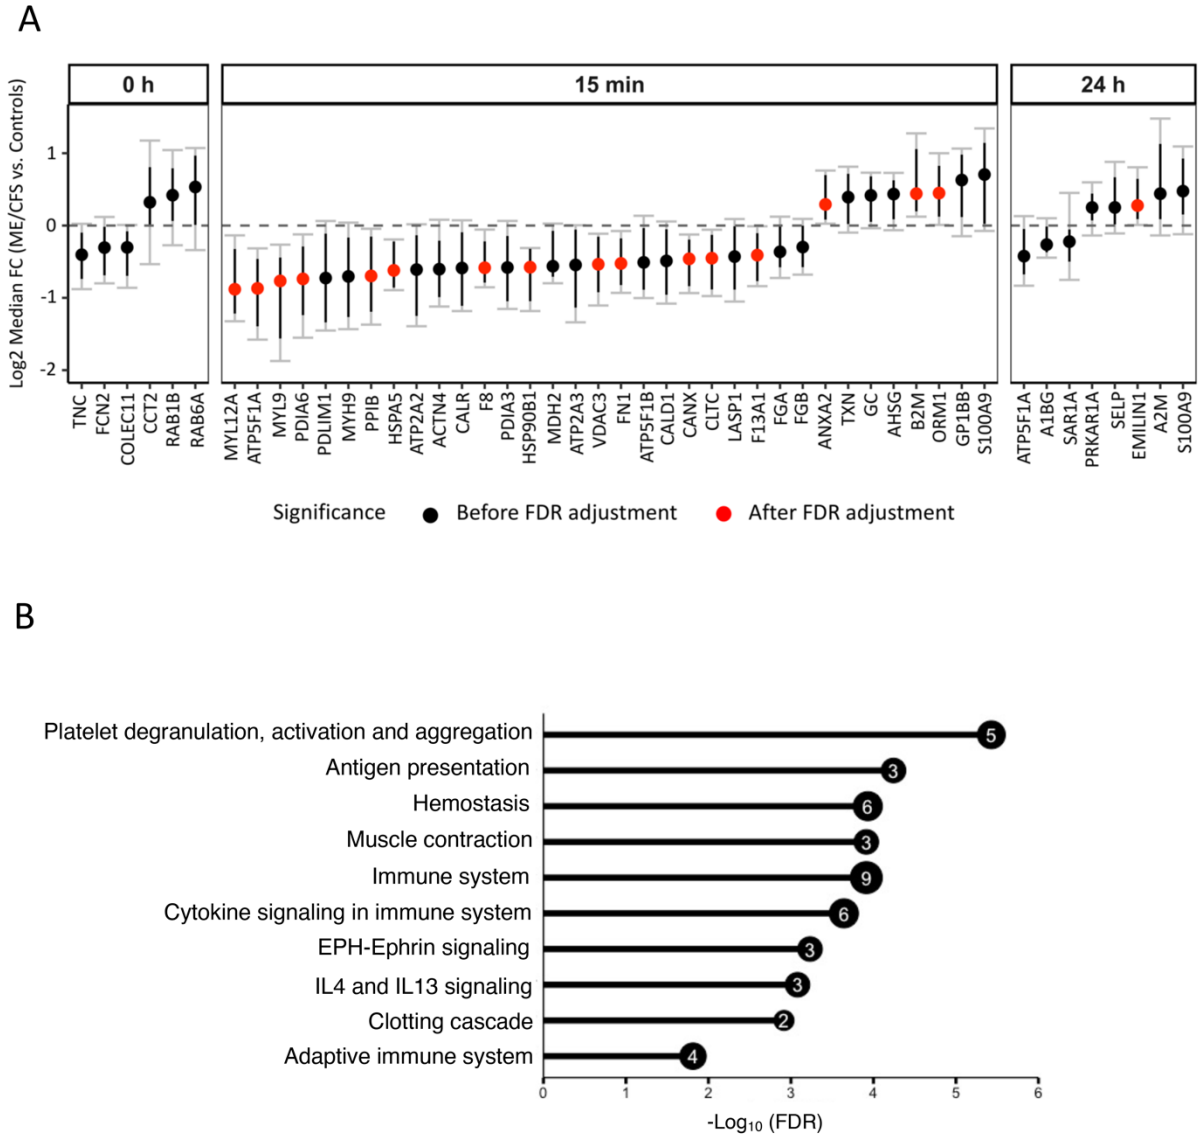 A
0 h
15 min
24 h
Log2 Median FC (ME/CFS vs. Controls)
1
0
-1
-2
TNC
FCN2
COLEC11
CCT2
RAB1B
RAB6A
MYL12A
ATP5F1A
MYL9
PDIA6
PDLIM1
MYH9
PPIB
HSPA5
ATP2A2
ACTN4
CALR
F8
PDIA3
HSP90B1
MDH2
ATP2A3
VDAC3
FN1
ATP5F1B
CALD1
CANX
CLTC
LASP1
F13A1
FGA
FGB
ANXA2
TXN
GC
AHSG
B2M
ORM1
GP1BB
S100A9
ATP5F1A
A1BG
SAR1A
PRKAR1A
SELP
EMILIN1
A2M
S100A9
Significance
Before FDR adjustment
After FDR adjustment
B
Platelet degranulation, activation and aggregation
5
Antigen presentation
3
Hemostasis
6
Muscle contraction
3
Immune system
9
Cytokine signaling in immune system
6
EPH-Ephrin signaling
3
IL4 and IL13 signaling
3
Clotting cascade
2
Adaptive immune system
4
0 1 2 3 4 5 6
-Log₁₀ (FDR)